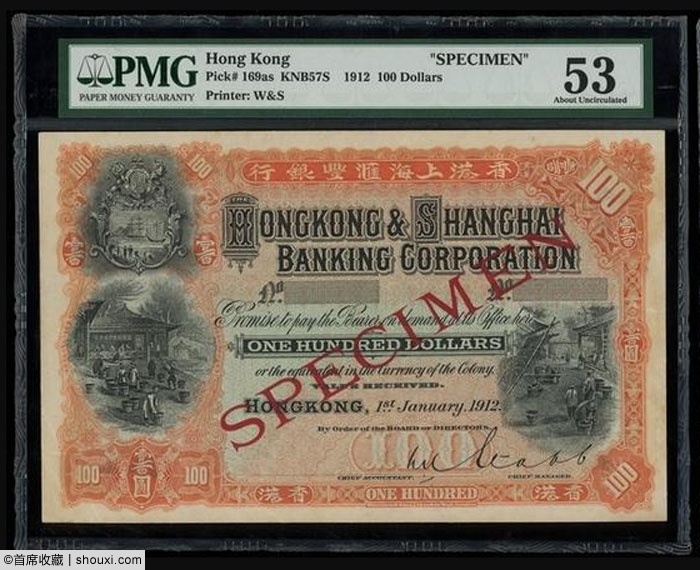 PMG
PAPER MONEY GUARANTY
Hong Kong "SPECIMEN"
Pick# 169as KNB57S 1912 100 Dollars
Printer: W&S
53
About Uncirculated
100 100
行銀豐滙海上港香
100
THE
HONGKONG & SHANGHAI
BANKING CORPORATION
No. No.
Promise to pay the Bearer on demand at its Office here
ONE HUNDRED DOLLARS
or the equivalent in the Currency of the Colony.
VALUE RECEIVED.
HONGKONG, 1st January, 1912.
By Order of the BOARD OF DIRECTORS.
100
SPECIMEN
CHIEF ACCOUNTANT. CHIEF MANAGER.
100 壹圓 100
港 ONE HUNDRED 香
100
©首席收藏 | shouxi.com